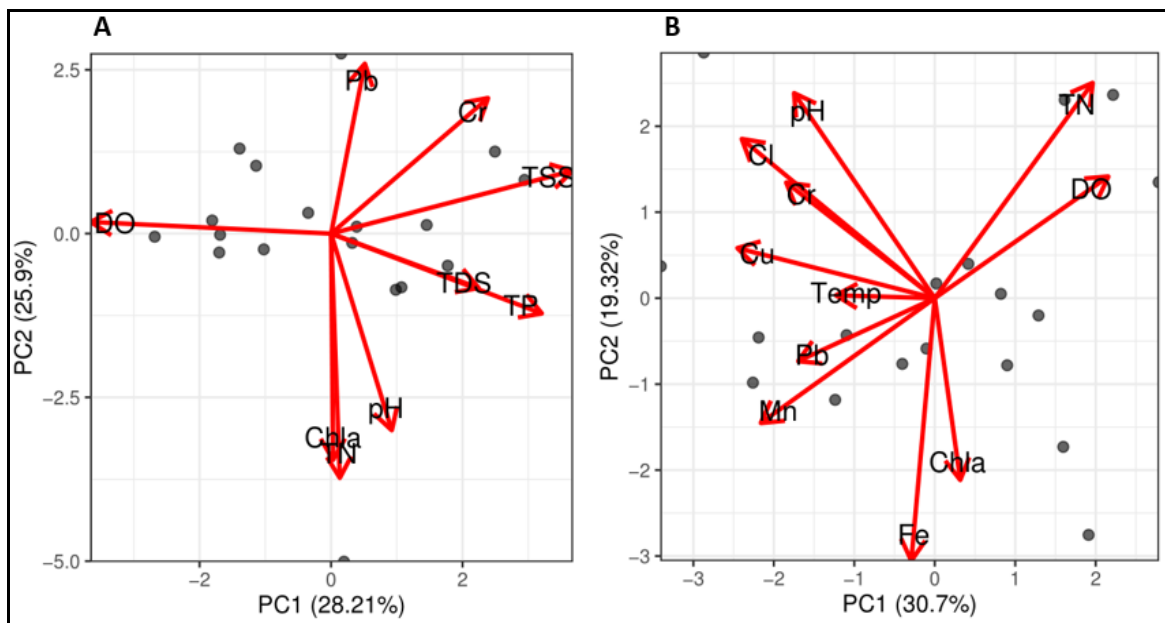 A
B
2.5
0.0
-2.5
-5.0
PC2 (25.9%)
Pb
Cr
TSS
DO
TDS
TP
pH
Chla
TN
−2
0
2
PC1 (28.21%)
2
1
0
−1
−2
−3
PC2 (19.32%)
pH
TN
Cl
Cr
DO
Cu
Temp
Pb
Mn
Chla
Fe
−3
−2
−1
0
1
2
PC1 (30.7%)